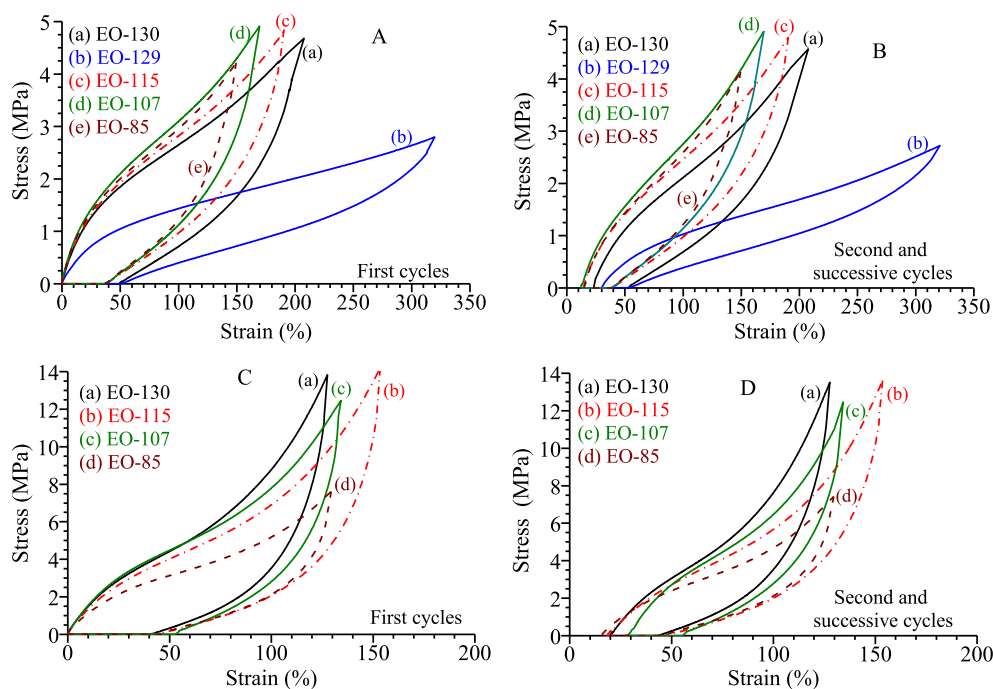 A
(a) EO-130
(b) EO-129
(c) EO-115
(d) EO-107
(e) EO-85
(d)
(c)
(a)
(b)
(e)
First cycles
Stress (MPa)
0
1
2
3
4
5
0 50 100 150 200 250 300 350
Strain (%)
B
(a) EO-130
(b) EO-129
(c) EO-115
(d) EO-107
(e) EO-85
(d)
(c)
(a)
(b)
(e)
Second and
successive cycles
Stress (MPa)
0
1
2
3
4
5
0 50 100 150 200 250 300 350
Strain (%)
C
(a) EO-130
(b) EO-115
(c) EO-107
(d) EO-85
(a)
(c)
(b)
(d)
First cycles
Stress (MPa)
0
2
4
6
8
10
12
14
0 50 100 150 200
Strain (%)
D
(a) EO-130
(b) EO-115
(c) EO-107
(d) EO-85
(a)
(c)
(b)
(d)
Second and
successive cycles
Stress (MPa)
0
2
4
6
8
10
12
14
0 50 100 150 200
Strain (%)